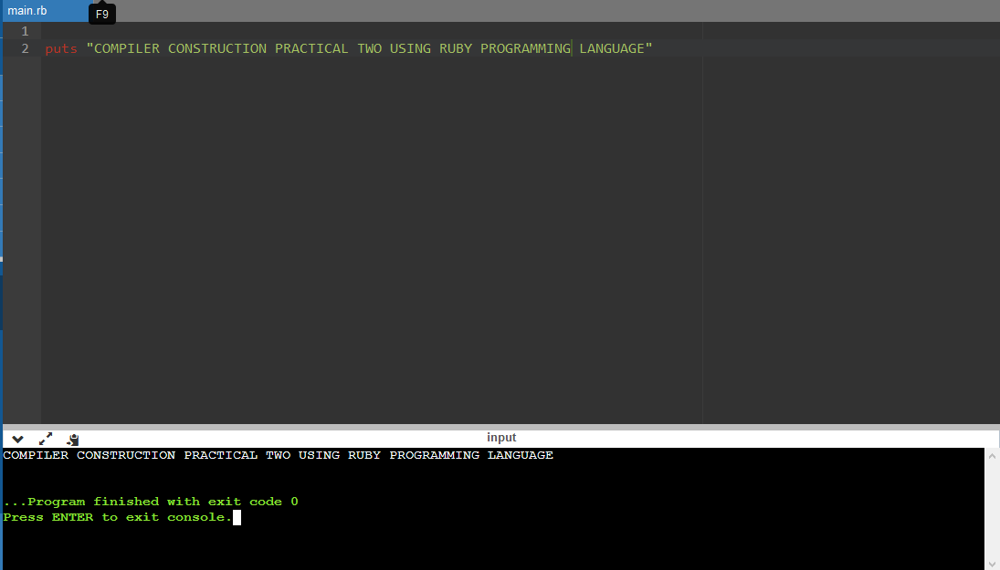 main.rb
F9
1
2 puts "COMPILER CONSTRUCTION PRACTICAL TWO USING RUBY PROGRAMMING LANGUAGE"
input
COMPILER CONSTRUCTION PRACTICAL TWO USING RUBY PROGRAMMING LANGUAGE
...Program finished with exit code 0
Press ENTER to exit console.